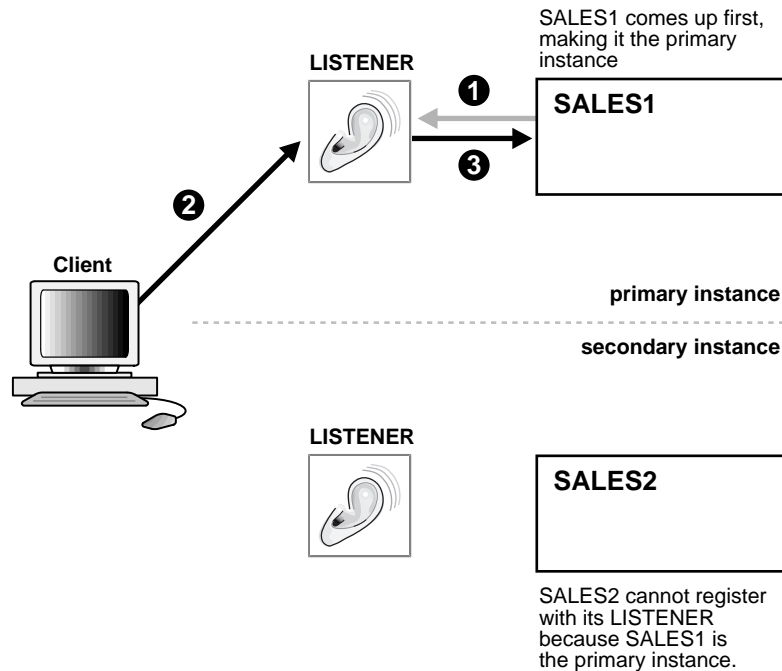 SALES1 comes up first,
making it the primary
instance
LISTENER
1
SALES1
3
2
Client
primary instance
secondary instance
LISTENER
SALES2
SALES2 cannot register
with its LISTENER
because SALES1 is
the primary instance.